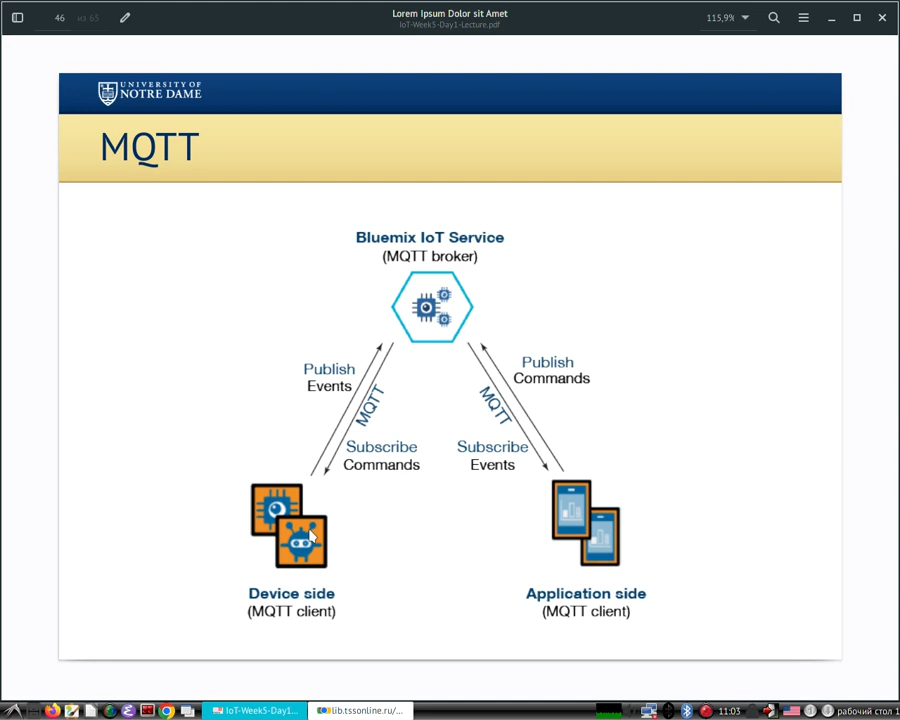 46 из 65
Lorem Ipsum Dolor sit Amet
IoT-Week5-Day1-Lecture.pdf
115,9%
UNIVERSITY OF
NOTRE DAME
MQTT
Bluemix IoT Service
(MQTT broker)
Publish
Events
MQTT
Subscribe
Commands
Publish
Commands
MQTT
Subscribe
Events
Device side
(MQTT client)
Application side
(MQTT client)
IoT-Week5-Day1...
lib.tssonline.ru/...
11:03
рабочий стол 1